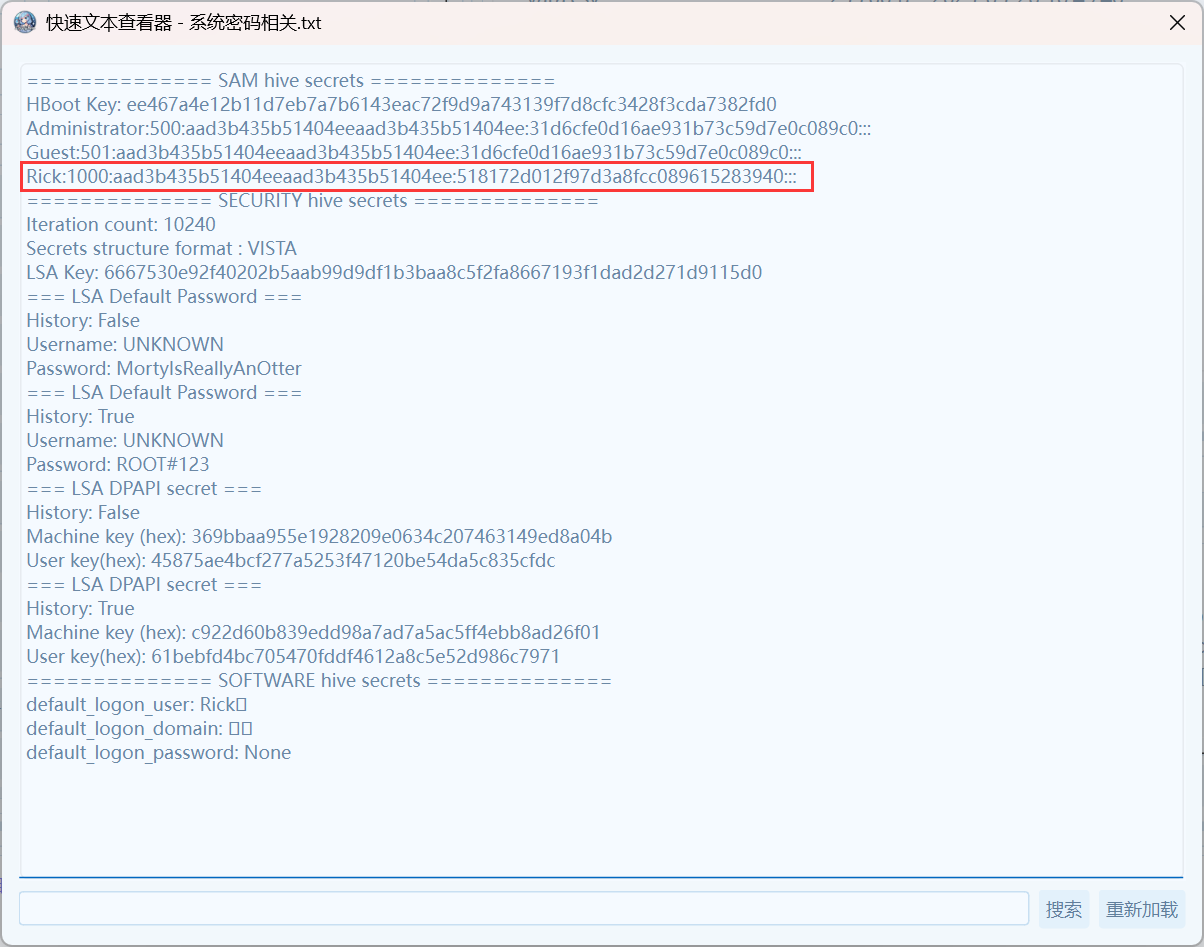 快速文本查看器 - 系统密码相关.txt
============== SAM hive secrets ==============
HBoot Key: ee467a4e12b11d7eb7a7b6143eac72f9d9a743139f7d8cfc3428f3cda7382fd0
Administrator:500:aad3b435b51404eeaad3b435b51404ee:31d6cfe0d16ae931b73c59d7e0c089c0:::
Guest:501:aad3b435b51404eeaad3b435b51404ee:31d6cfe0d16ae931b73c59d7e0c089c0:::
Rick:1000:aad3b435b51404eeaad3b435b51404ee:518172d012f97d3a8fcc089615283940:::
============== SECURITY hive secrets ==============
Iteration count: 10240
Secrets structure format : VISTA
LSA Key: 6667530e92f40202b5aab99d9df1b3baa8c5f2fa8667193f1dad2d271d9115d0
=== LSA Default Password ===
History: False
Username: UNKNOWN
Password: MortyIsReallyAnOtter
=== LSA Default Password ===
History: True
Username: UNKNOWN
Password: ROOT#123
=== LSA DPAPI secret ===
History: False
Machine key (hex): 369bbaa955e1928209e0634c207463149ed8a04b
User key(hex): 45875ae4bcf277a5253f47120be54da5c835cfdc
=== LSA DPAPI secret ===
History: True
Machine key (hex): c922d60b839edd98a7ad7a5ac5ff4ebb8ad26f01
User key(hex): 61bebfd4bc705470fddf4612a8c5e52d986c7971
============== SOFTWARE hive secrets ==============
default_logon_user: Rick
default_logon_domain:
default_logon_password: None
搜索 重新加载